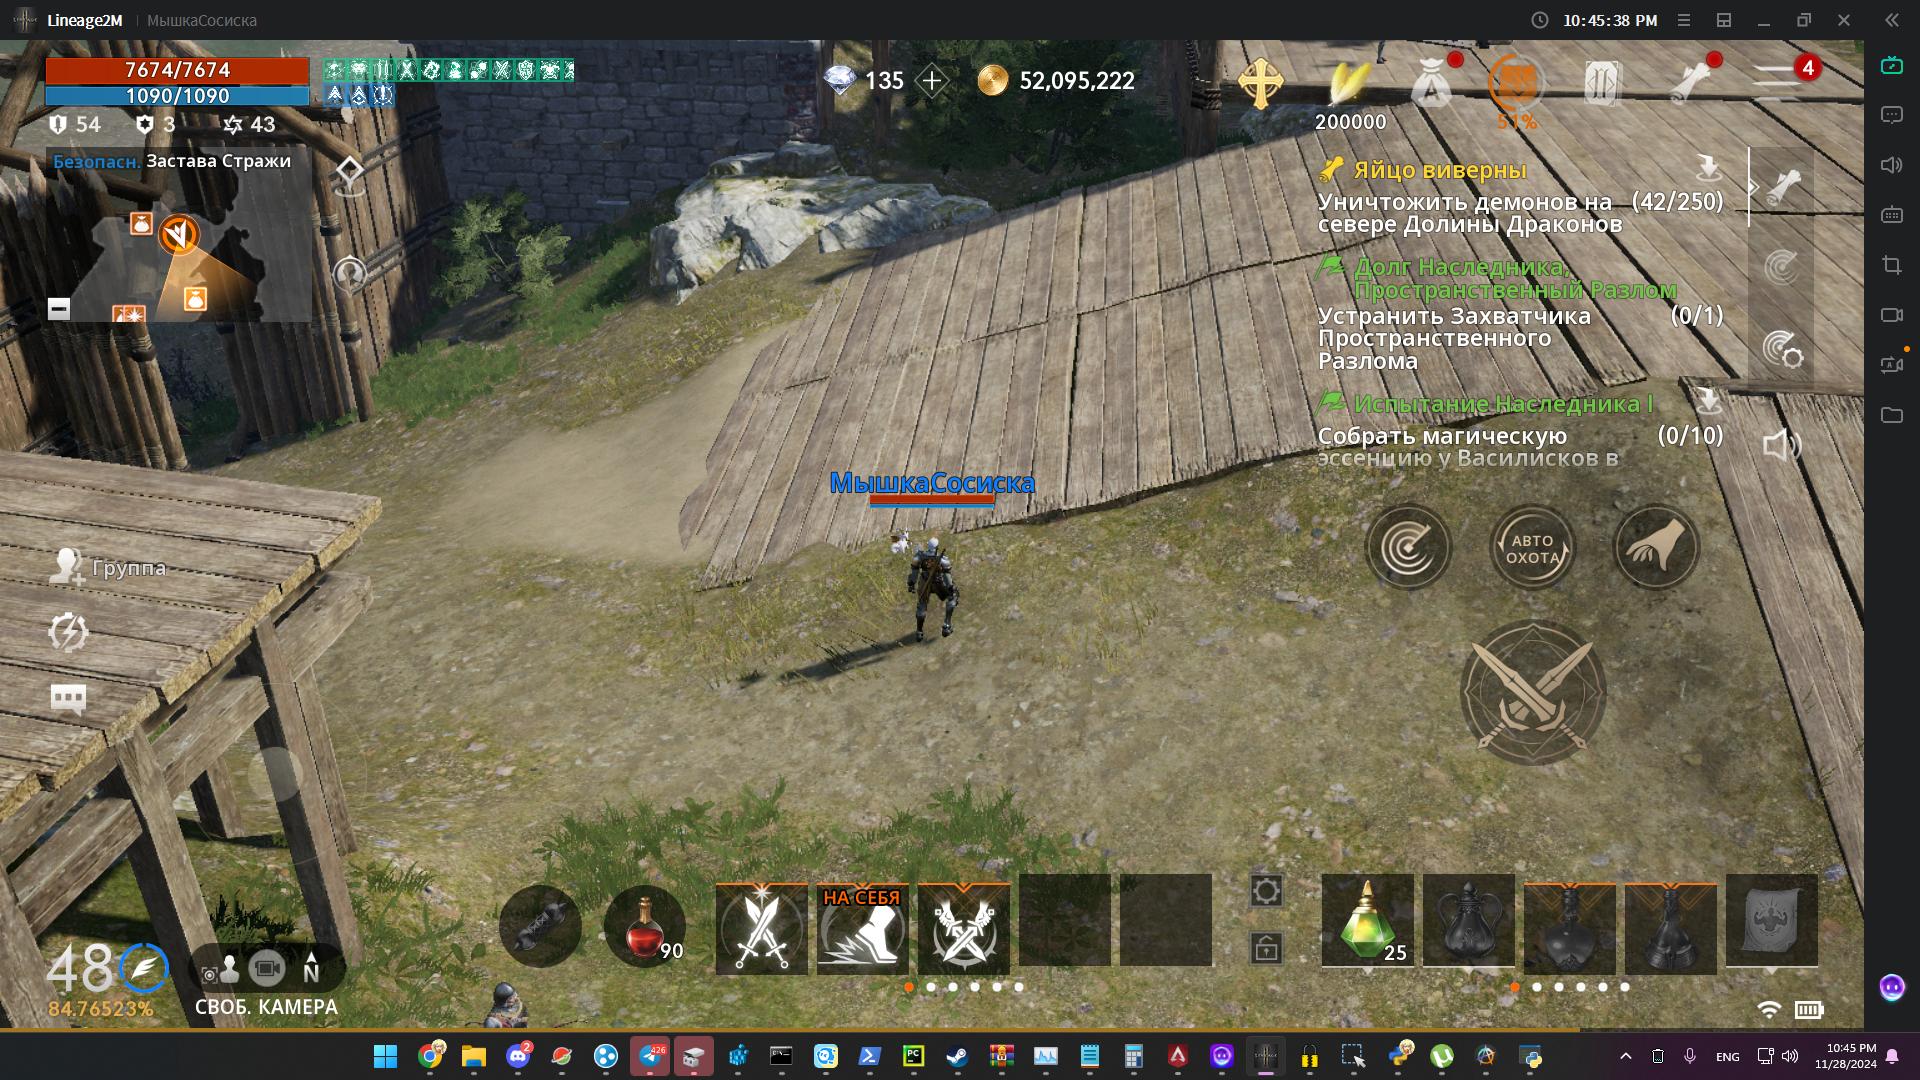 Lineage2M | МышкаСосиска
10:45:38 PM
7674/7674
1090/1090
54 3 43
Безопасн. Застава Стражи
135
52,095,222
200000
51%
4
Яйцо виверны
Уничтожить демонов на (42/250)
севере Долины Драконов
Долг Наследника,
Пространственный Разлом
Устранить Захватчика (0/1)
Пространственного
Разлома
Испытание Наследника I
Собрать магическую (0/10)
эссенцию у Василисков в
МышкаСосиска
АВТО
ОХОТА
Группа
НА СЕБЯ
90
25
48
84.76523%
N
СВОБ. КАМЕРА
2
426
PC
ENG
10:45 PM
11/28/2024